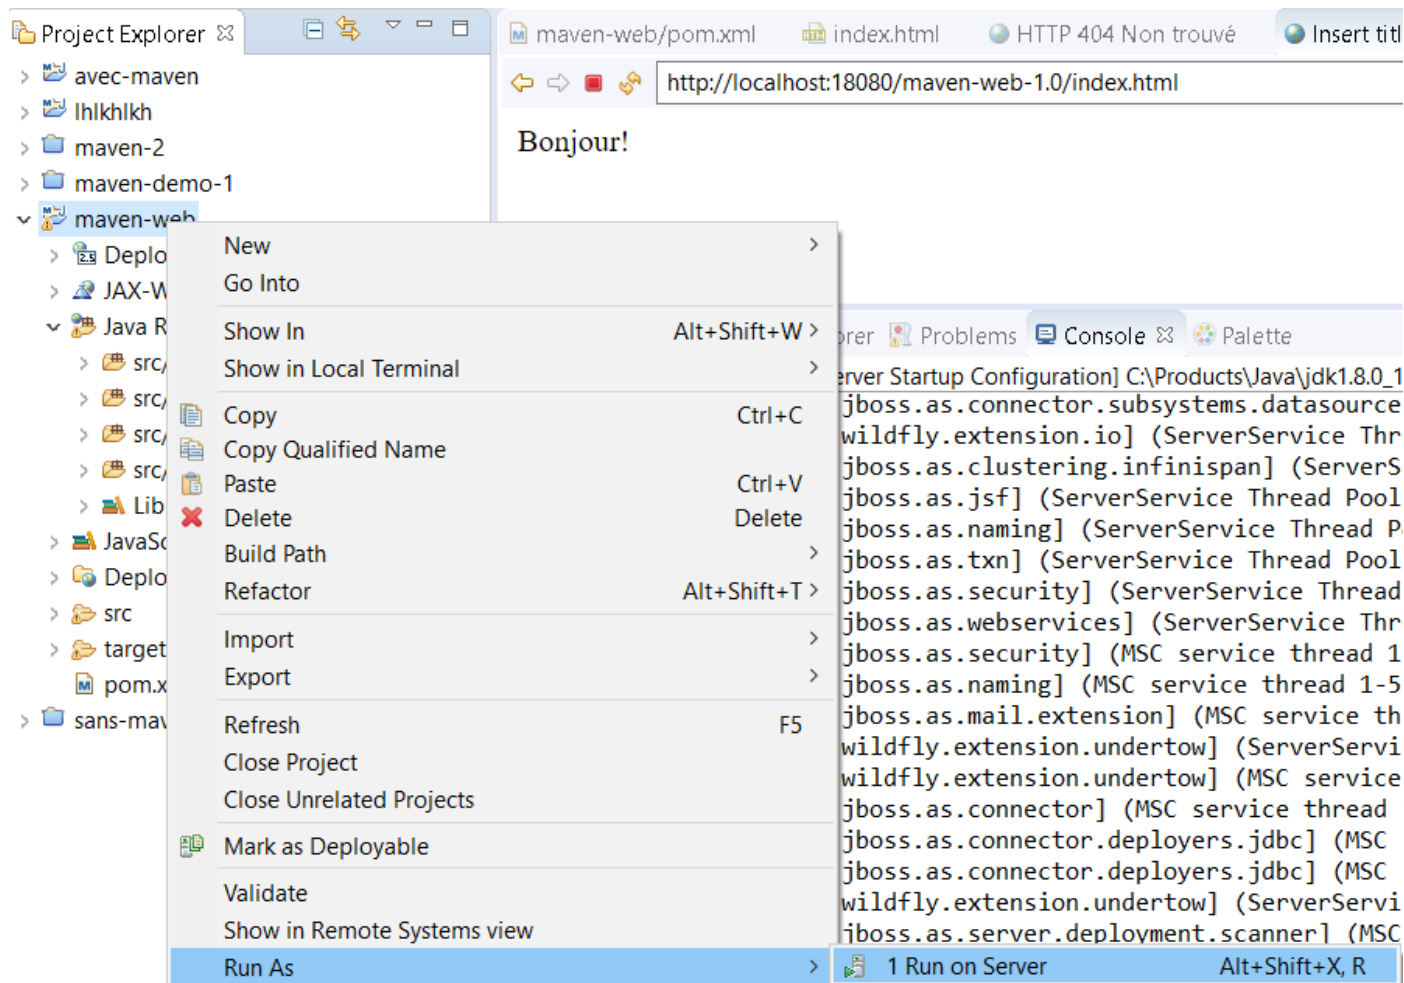 Project Explorer
avec-maven
lhlkhlkh
maven-2
maven-demo-1
maven-web
Deplo
JAX-W
Java R
src/
src/
src/
src/
Lib
JavaSc
Deplo
src
target
pom.x
sans-mav
New
Go Into
Show In Alt+Shift+W
Show in Local Terminal
Copy Ctrl+C
Copy Qualified Name
Paste Ctrl+V
Delete Delete
Build Path
Refactor Alt+Shift+T
Import
Export
Refresh F5
Close Project
Close Unrelated Projects
Mark as Deployable
Validate
Show in Remote Systems view
Run As
1 Run on Server Alt+Shift+X, R
maven-web/pom.xml index.html HTTP 404 Non trouvé Insert titl
http://localhost:18080/maven-web-1.0/index.html
Bonjour!
orer Problems Console Palette
erver Startup Configuration] C:\Products\Java\jdk1.8.0_1
jboss.as.connector.subsystems.datasource
wildfly.extension.io] (ServerService Thr
jboss.as.clustering.infinispan] (ServerS
jboss.as.jsf] (ServerService Thread Pool
jboss.as.naming] (ServerService Thread P
jboss.as.txn] (ServerService Thread Pool
jboss.as.security] (ServerService Thread
jboss.as.webservices] (ServerService Thr
jboss.as.security] (MSC service thread 1
jboss.as.naming] (MSC service thread 1-5
jboss.as.mail.extension] (MSC service th
wildfly.extension.undertow] (ServerServi
wildfly.extension.undertow] (MSC service
jboss.as.connector] (MSC service thread
jboss.as.connector.deployers.jdbc] (MSC
jboss.as.connector.deployers.jdbc] (MSC
wildfly.extension.undertow] (ServerServi
jboss.as.server.deployment.scanner] (MSC